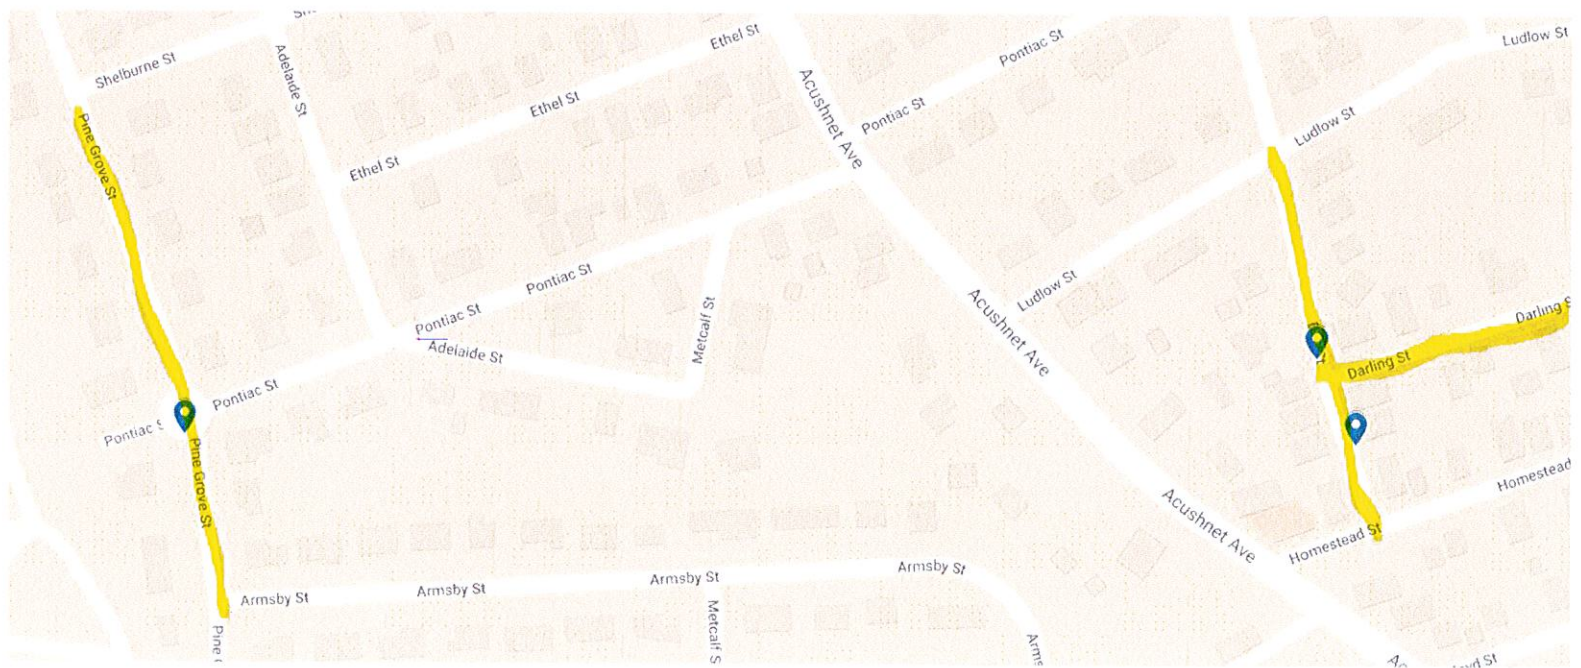 Shelburne St
Adelaide St
Ethel St
Ethel St
Ethel St
Acushnet Ave
Pontiac St
Pontiac St
Ludlow St
Ludlow St
Pine Grove St
Pontiac St
Pontiac St
Adelaide St
Metcalf St
Acushnet Ave
Ludlow St
Darling S
Darling St
Pontiac St
Pontiac S
Pine Grove St
Acushnet Ave
Homestead
Homestead St
Armsby St
Armsby St
Armsby St
Armsby St
Metcalf S
Pine
Arms